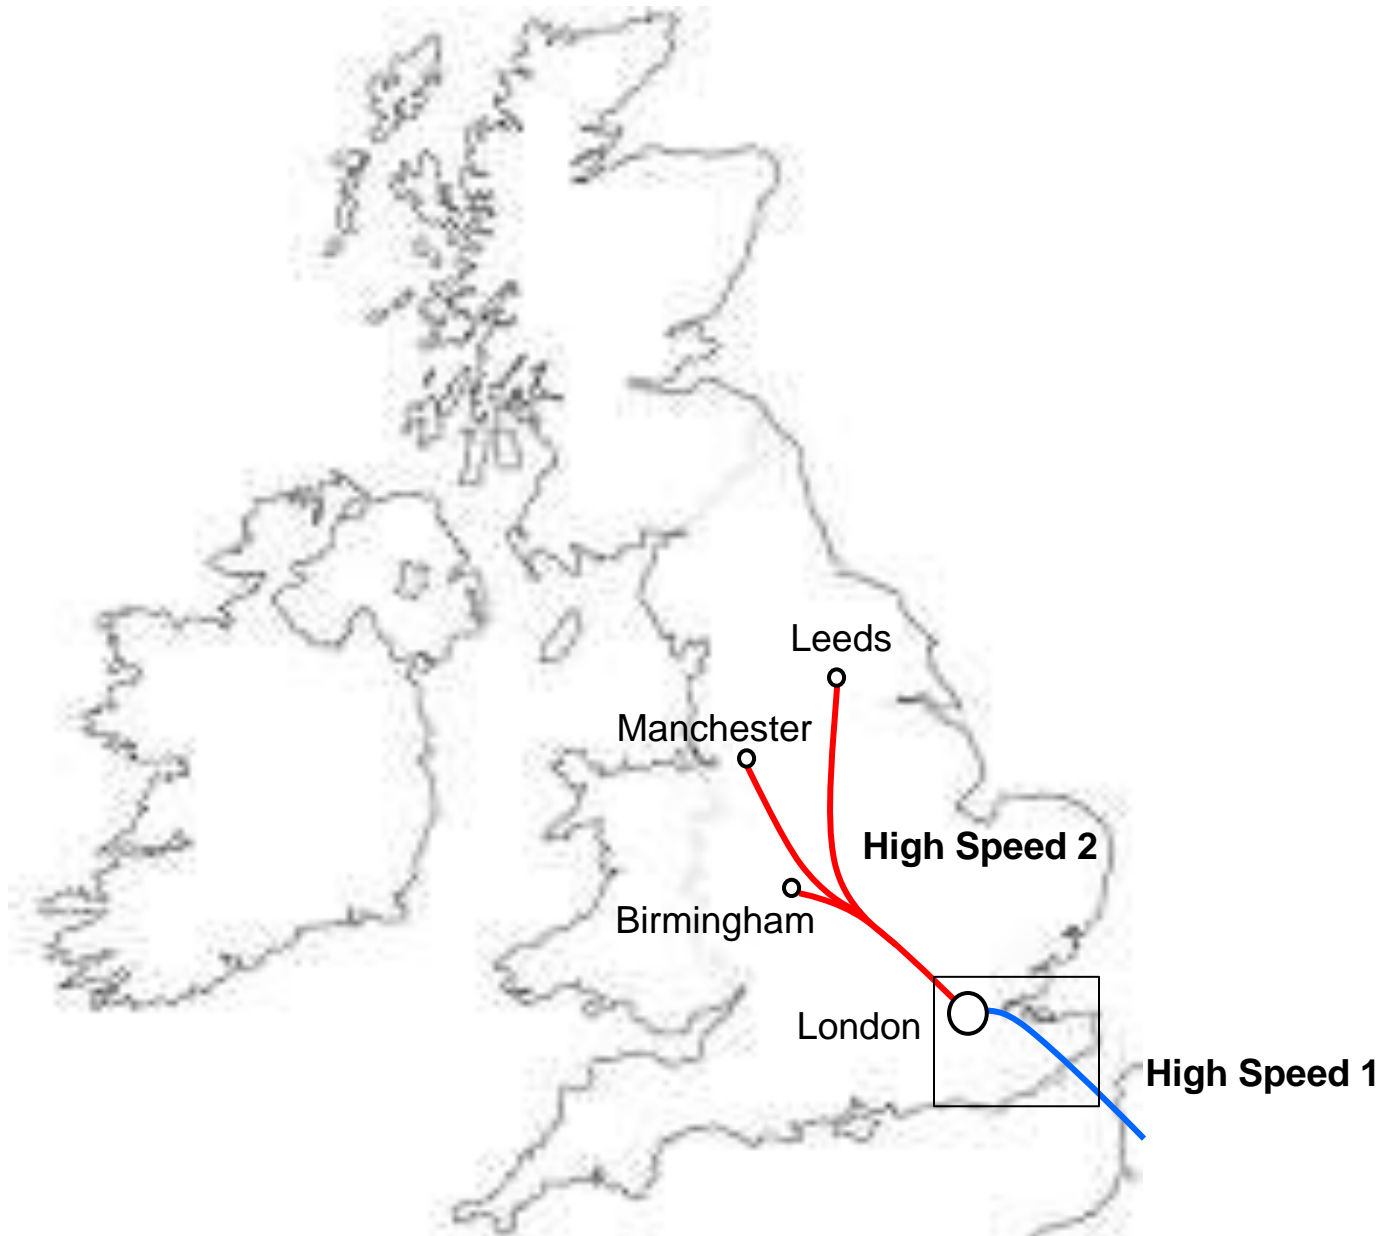 Leeds
Manchester
High Speed 2
Birmingham
London
High Speed 1